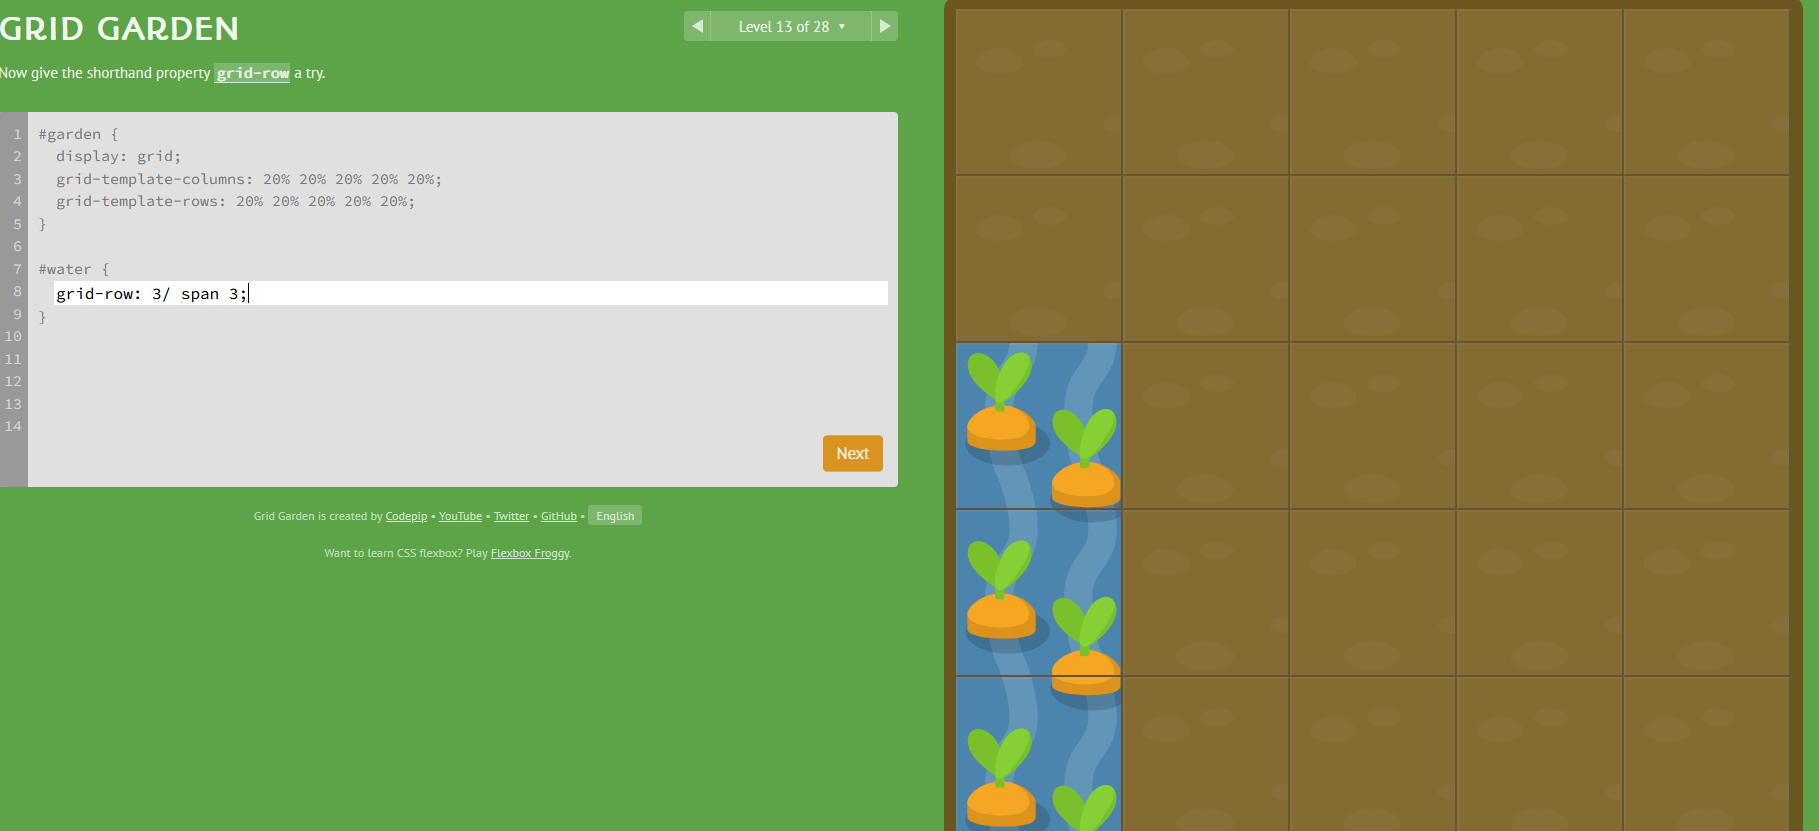 GRID GARDEN
◀ Level 13 of 28 ▼ ▶
Now give the shorthand property grid-row a try.
1 #garden {
2 display: grid;
3 grid-template-columns: 20% 20% 20% 20% 20%;
4 grid-template-rows: 20% 20% 20% 20% 20%;
5 }
6
7 #water {
8 grid-row: 3/ span 3;
9 }
10
11
12
13
14
Next
Grid Garden is created by Codepip • YouTube • Twitter • GitHub • English
Want to learn CSS flexbox? Play Flexbox Froggy.